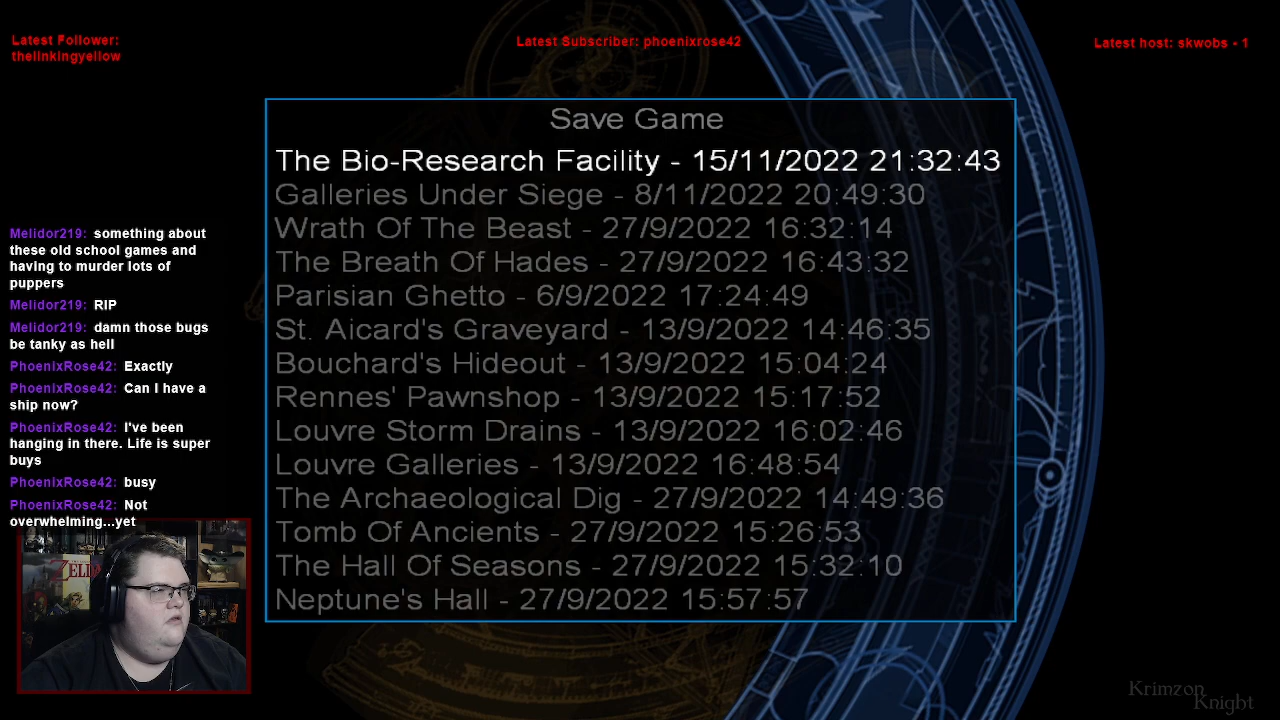 Latest Follower:
thelinkingyellow
Latest Subscriber: phoenixrose42
Latest host: skwobs - 1
Save Game
The Bio-Research Facility - 15/11/2022 21:32:43
Galleries Under Siege - 8/11/2022 20:49:30
Wrath Of The Beast - 27/9/2022 16:32:14
The Breath Of Hades - 27/9/2022 16:43:32
Parisian Ghetto - 6/9/2022 17:24:49
St. Aicard's Graveyard - 13/9/2022 14:46:35
Bouchard's Hideout - 13/9/2022 15:04:24
Rennes' Pawnshop - 13/9/2022 15:17:52
Louvre Storm Drains - 13/9/2022 16:02:46
Louvre Galleries - 13/9/2022 16:48:54
The Archaeological Dig - 27/9/2022 14:49:36
Tomb Of Ancients - 27/9/2022 15:26:53
The Hall Of Seasons - 27/9/2022 15:32:10
Neptune's Hall - 27/9/2022 15:57:57
Melidor219: something about
these old school games and
having to murder lots of
puppers
Melidor219: RIP
Melidor219: damn those bugs
be tanky as hell
PhoenixRose42: Exactly
PhoenixRose42: Can I have a
ship now?
PhoenixRose42: I've been
hanging in there. Life is super
buys
PhoenixRose42: busy
PhoenixRose42: Not
overwhelming...yet
ZELDA
Krimzon
Knight